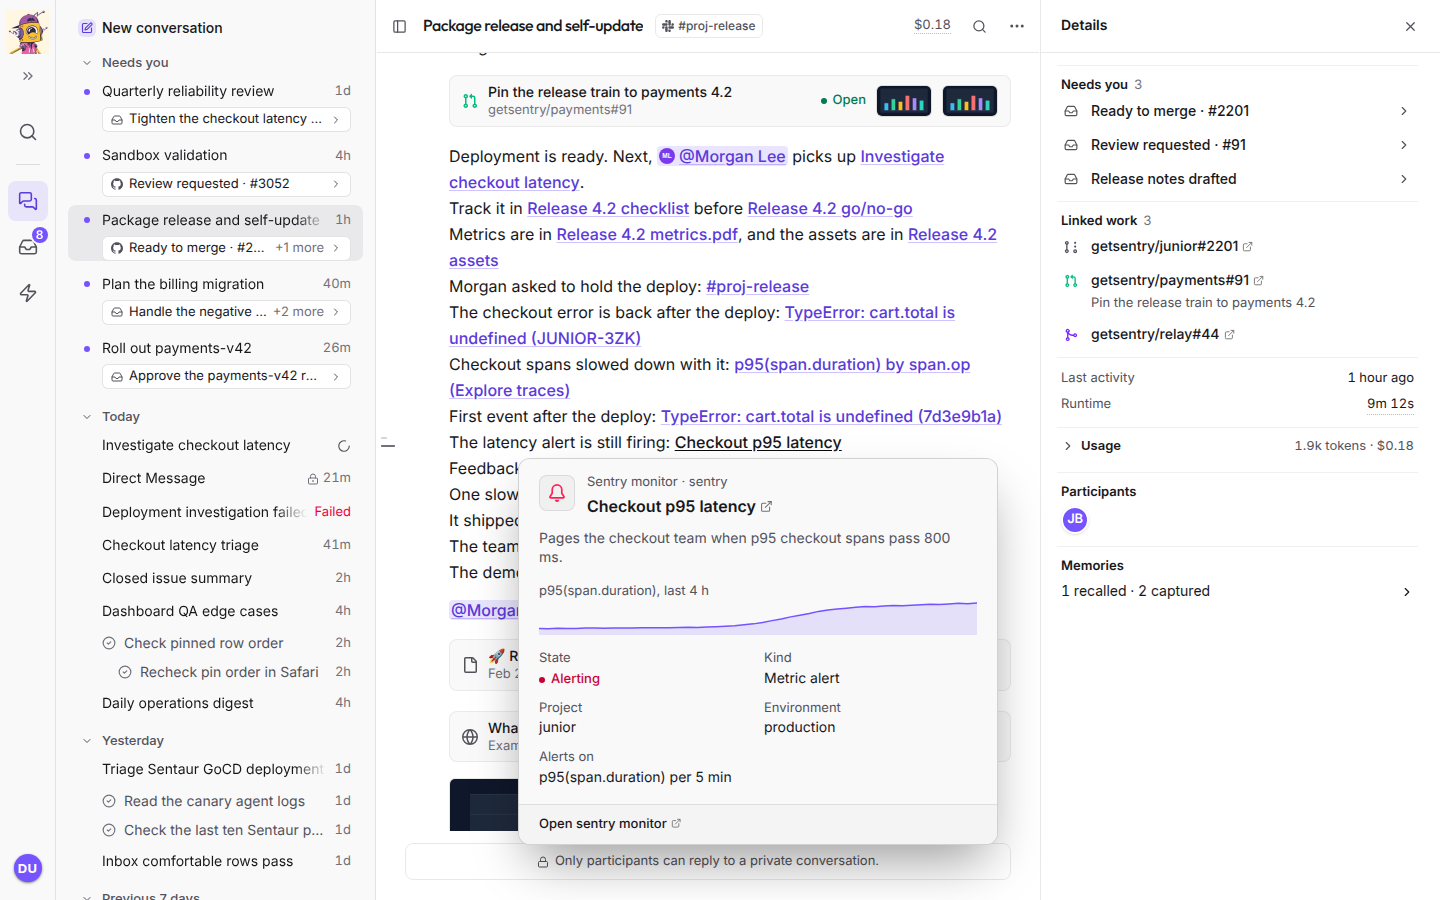 New conversation
Needs you
Quarterly reliability review 1d
Tighten the checkout latency ...
Sandbox validation 4h
Review requested · #3052
Package release and self-update 1h
Ready to merge · #2... +1 more
8
Plan the billing migration 40m
Handle the negative ... +2 more
Roll out payments-v42 26m
Approve the payments-v42 r...
Today
Investigate checkout latency
Direct Message 21m
Deployment investigation failed Failed
Checkout latency triage 41m
Closed issue summary 2h
Dashboard QA edge cases 4h
Check pinned row order 2h
Recheck pin order in Safari 2h
Daily operations digest 4h
Yesterday
Triage Sentaur GoCD deployment 1d
Read the canary agent logs 1d
Check the last ten Sentaur p... 1d
Inbox comfortable rows pass 1d
Previous 7 days
DU
Package release and self-update #proj-release $0.18
Pin the release train to payments 4.2
getsentry/payments#91
Open
Deployment is ready. Next, ML @Morgan Lee picks up Investigate
checkout latency.
Track it in Release 4.2 checklist before Release 4.2 go/no-go
Metrics are in Release 4.2 metrics.pdf, and the assets are in Release 4.2
assets
Morgan asked to hold the deploy: #proj-release
The checkout error is back after the deploy: TypeError: cart.total is
undefined (JUNIOR-3ZK)
Checkout spans slowed down with it: p95(span.duration) by span.op
(Explore traces)
First event after the deploy: TypeError: cart.total is undefined (7d3e9b1a)
The latency alert is still firing: Checkout p95 latency
Feedback
One slow
It shipped
The team
The demo
@Morgan
🚀 R
Feb 2
Wha
Exam
Sentry monitor · sentry
Checkout p95 latency
Pages the checkout team when p95 checkout spans pass 800
ms.
p95(span.duration), last 4 h
State Kind
Alerting Metric alert
Project Environment
junior production
Alerts on
p95(span.duration) per 5 min
Open sentry monitor
Only participants can reply to a private conversation.
Details
Needs you 3
Ready to merge · #2201
Review requested · #91
Release notes drafted
Linked work 3
getsentry/junior#2201
getsentry/payments#91
Pin the release train to payments 4.2
getsentry/relay#44
Last activity 1 hour ago
Runtime 9m 12s
Usage 1.9k tokens · $0.18
Participants
JB
Memories
1 recalled · 2 captured